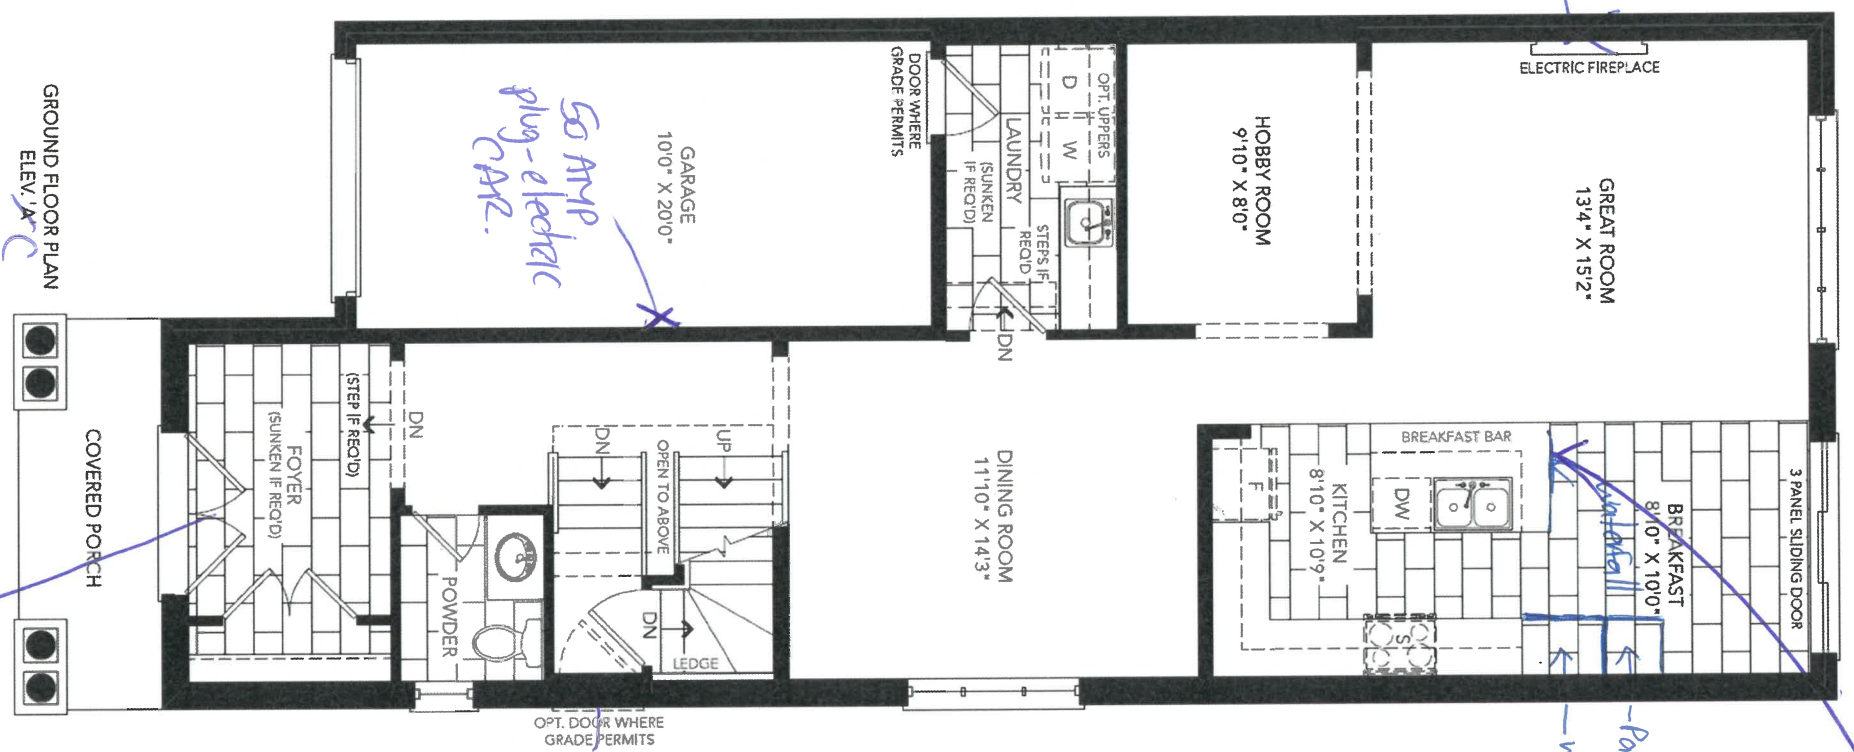 ELECTRIC FIREPLACE
GREAT ROOM
13'4" X 15'2"
3 PANEL SLIDING DOOR
BREAKFAST
8'10" X 10'0"
waterfall
BREAKFAST BAR
DW
KITCHEN
8'10" X 10'9"
S
F
HOBBY ROOM
9'10" X 8'0"
OPT. UPPERS
D
W
LAUNDRY
(SUNKEN
IF REQ'D)
STEPS IF
REQ'D
DN
DOOR WHERE
GRADE PERMITS
DINING ROOM
11'10" X 14'3"
GARAGE
10'0" X 20'0"
50 AMP
plug-electric
CAR.
UP
OPEN TO ABOVE
DN
DN
LEDGE
OPT. DOOR WHERE
GRADE PERMITS
POWDER
DN
(STEP IF REQ'D)
FOYER
(SUNKEN IF REQ'D)
COVERED PORCH
GROUND FLOOR PLAN
ELEV. 'A' C